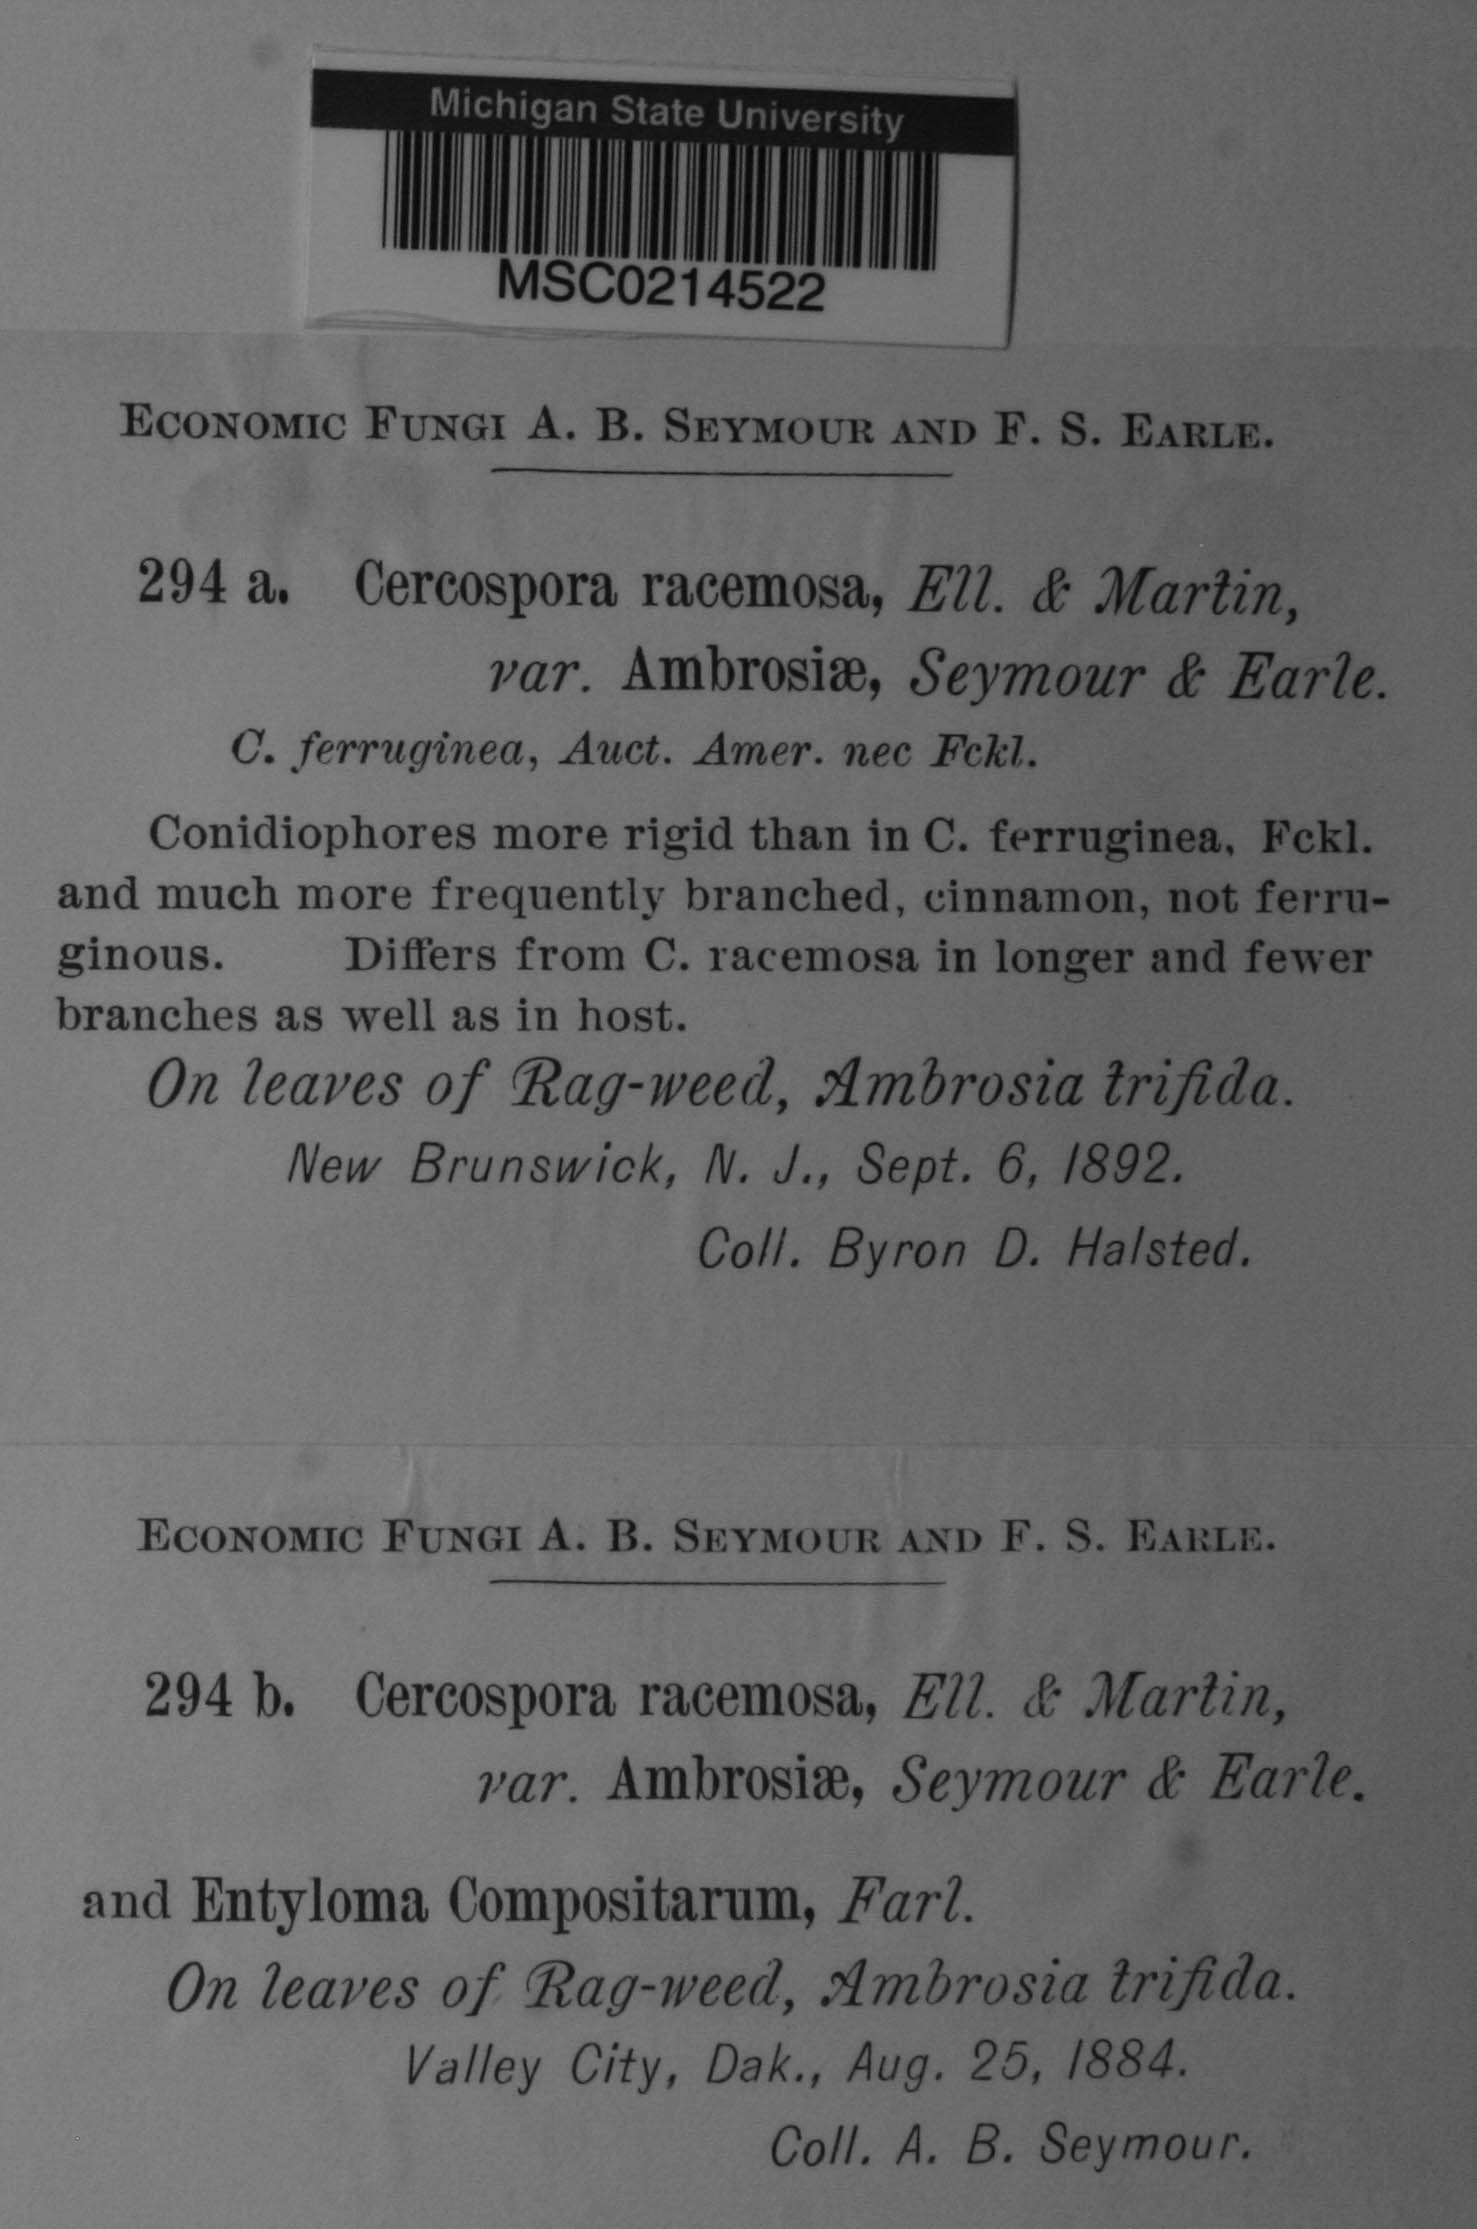 Michigan State University
MSC0214522
ECONOMIC FUNGI A. B. SEYMOUR AND F. S. EARLE.
294 a. Cercospora racemosa, Ell. & Martin,
var. Ambrosiæ, Seymour & Earle.
C. ferruginea, Auct. Amer. nec Fckl.
Conidiophores more rigid than in C. ferruginea, Fckl.
and much more frequently branched, cinnamon, not ferru-
ginous. Differs from C. racemosa in longer and fewer
branches as well as in host.
On leaves of Rag-weed, Ambrosia trifida.
New Brunswick, N. J., Sept. 6, 1892.
Coll. Byron D. Halsted.
ECONOMIC FUNGI A. B. SEYMOUR AND F. S. EARLE.
294 b. Cercospora racemosa, Ell. & Martin,
var. Ambrosiæ, Seymour & Earle.
and Entyloma Compositarum, Farl.
On leaves of Rag-weed, Ambrosia trifida.
Valley City, Dak., Aug. 25, 1884.
Coll. A. B. Seymour.